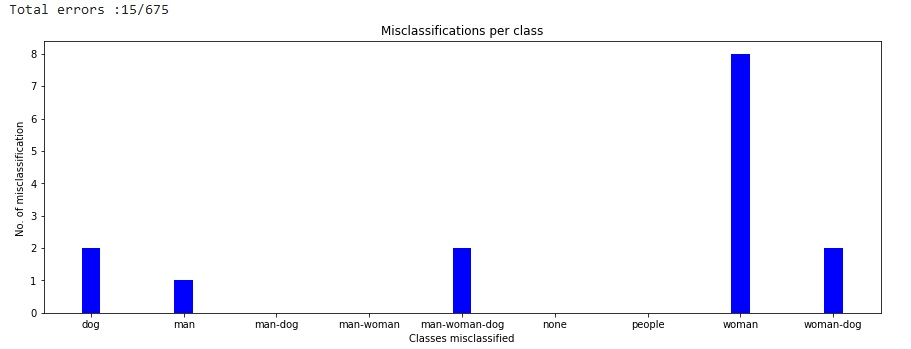 Total errors :15/675
Misclassifications per class
No. of misclassification
8
7
6
5
4
3
2
1
0
dog man man-dog man-woman man-woman-dog none people woman woman-dog
Classes misclassified